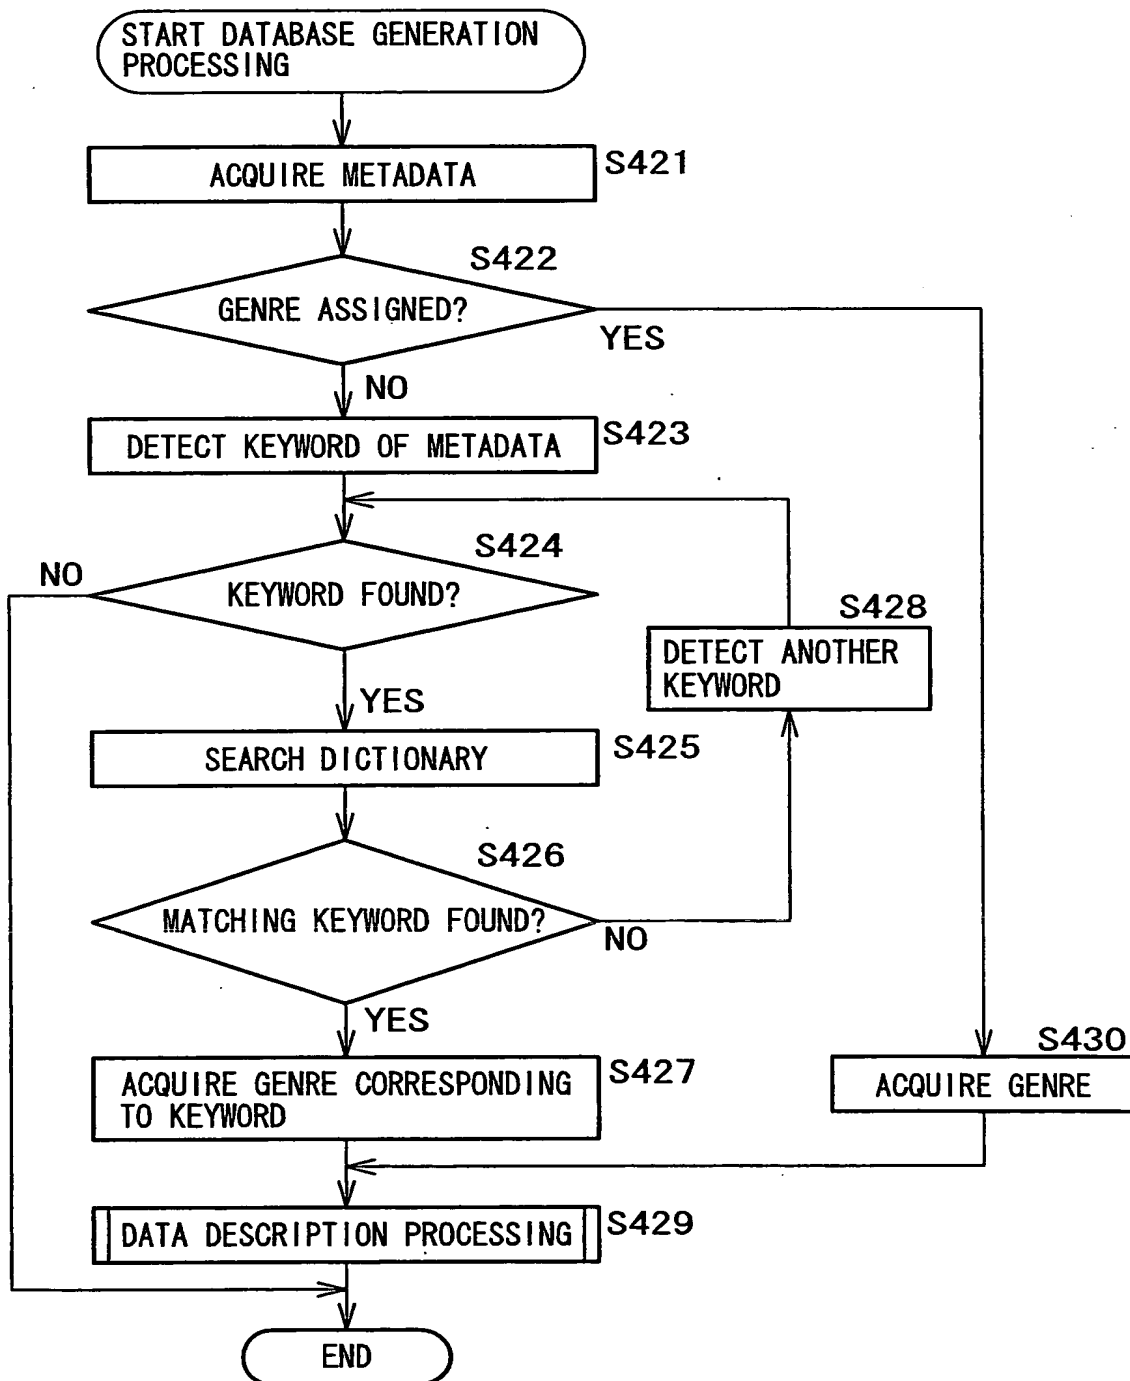 START DATABASE GENERATION
PROCESSING
ACQUIRE METADATA
S421
S422
GENRE ASSIGNED?
YES
NO
DETECT KEYWORD OF METADATA
S423
S424
NO
KEYWORD FOUND?
S428
DETECT ANOTHER
KEYWORD
YES
SEARCH DICTIONARY
S425
S426
MATCHING KEYWORD FOUND?
NO
YES
S430
ACQUIRE GENRE CORRESPONDING
TO KEYWORD
S427
ACQUIRE GENRE
DATA DESCRIPTION PROCESSING
S429
END